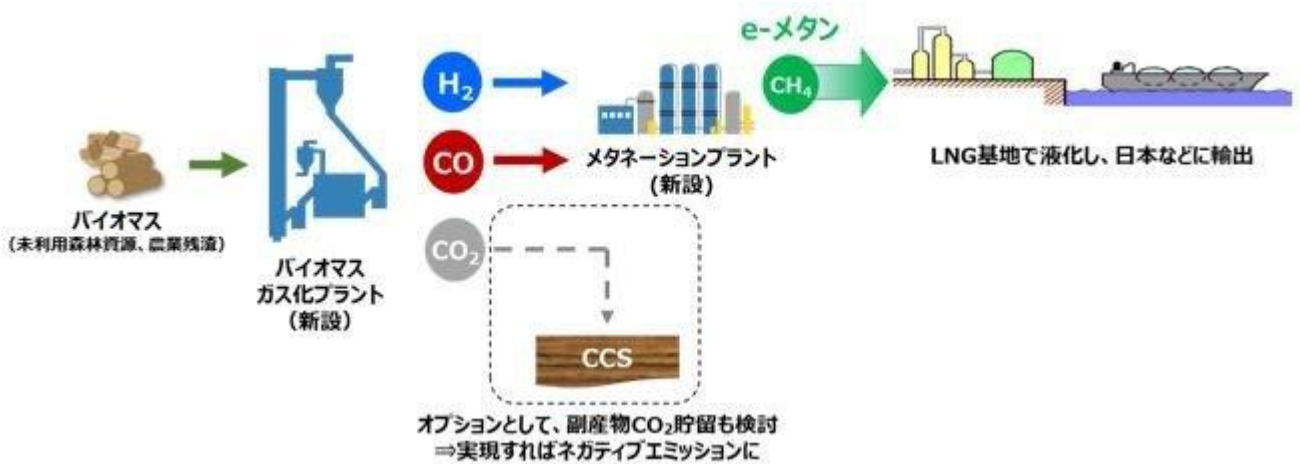 e-メタン
H₂
CH₄
CO
メタネーションプラント
(新設)
LNG基地で液化し、日本などに輸出
バイオマス
（未利用森林資源、農業残渣）
CO₂
バイオマス
ガス化プラント
（新設）
CCS
オプションとして、副産物CO₂貯留も検討
⇒実現すればネガティブエミッションに